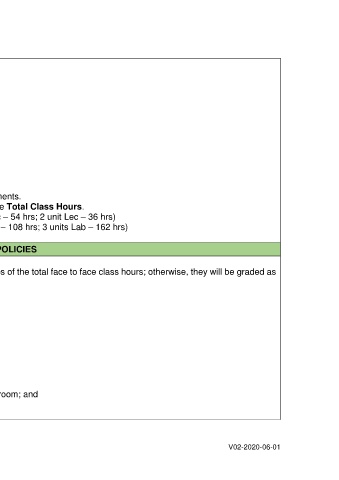 ments.
e Total Class Hours.
– 54 hrs; 2 unit Lec – 36 hrs)
– 108 hrs; 3 units Lab – 162 hrs)
POLICIES
s of the total face to face class hours; otherwise, they will be graded as
room; and
V02-2020-06-01